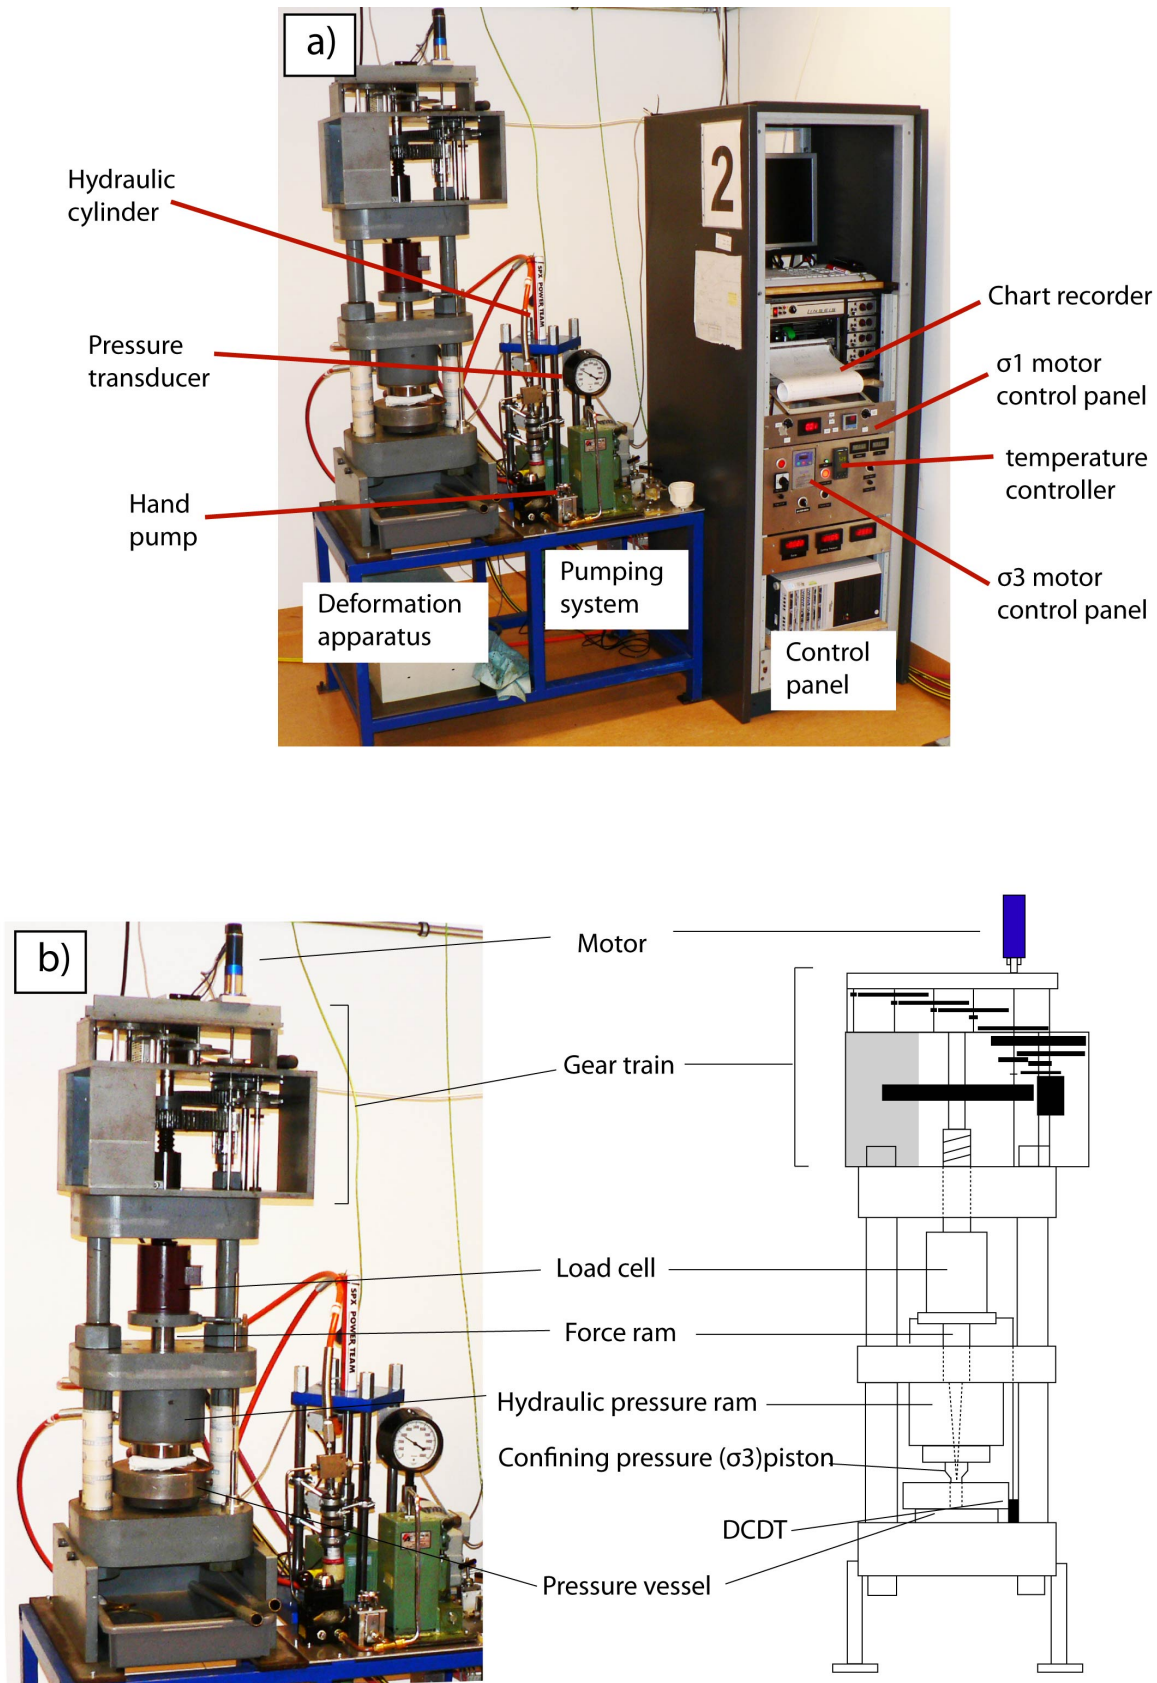 a)
Hydraulic
cylinder
2
SPX POWER TEAM
Chart recorder
Pressure
transducer
σ1 motor
control panel
temperature
controller
Hand
pump
Pumping
system
σ3 motor
control panel
Deformation
apparatus
Control
panel
b)
Motor
Gear train
Load cell
SPX POWER TEAM
Force ram
Hydraulic pressure ram
Confining pressure (σ3)piston
DCDT
Pressure vessel